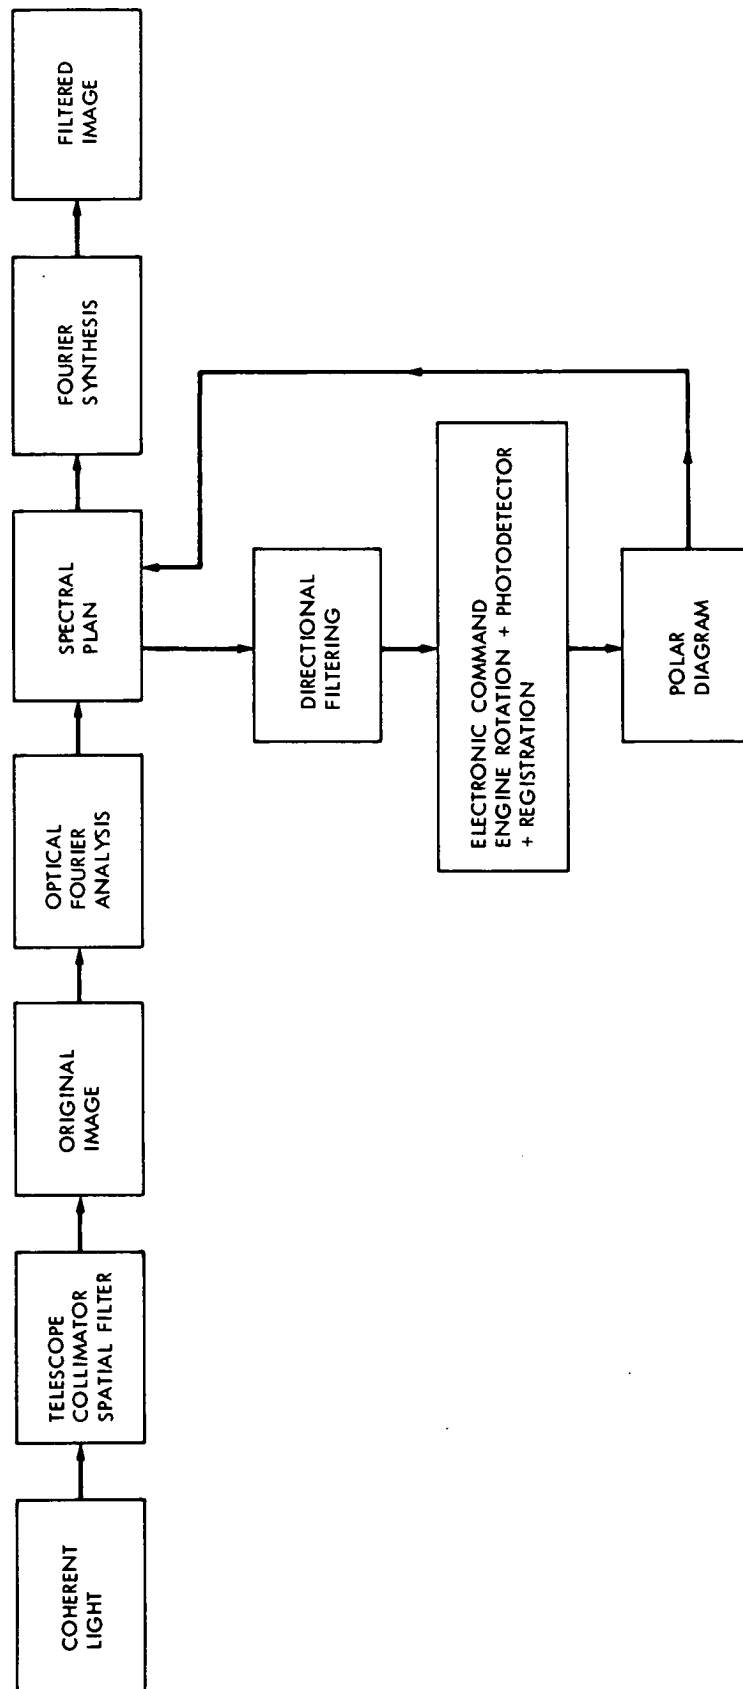 COHERENT
LIGHT
TELESCOPE
COLLIMATOR
SPATIAL FILTER
ORIGINAL
IMAGE
OPTICAL
FOURIER
ANALYSIS
SPECTRAL
PLAN
FOURIER
SYNTHESIS
FILTERED
IMAGE
DIRECTIONAL
FILTERING
ELECTRONIC COMMAND
ENGINE ROTATION + PHOTODETECTOR
+ REGISTRATION
POLAR
DIAGRAM